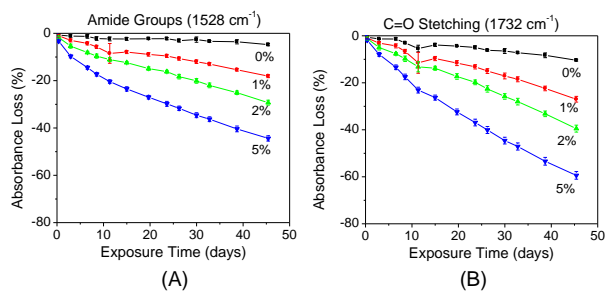 Amide Groups (1528 cm⁻¹)
Absorbance Loss (%)
0
-20
-40
-60
-80
0 10 20 30 40 50
Exposure Time (days)
0%
1%
2%
5%
(A)
C=O Stetching (1732 cm⁻¹)
Absorbance Loss (%)
0
-20
-40
-60
-80
0 10 20 30 40 50
Exposure Time (days)
0%
1%
2%
5%
(B)